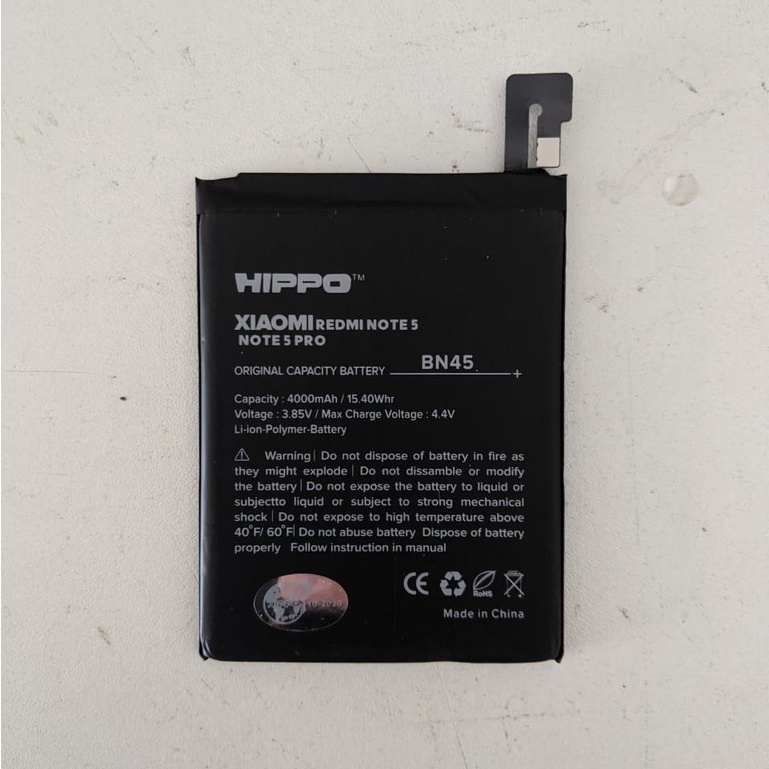 HIPPO™
XIAOMI REDMI NOTE 5
NOTE 5 PRO
ORIGINAL CAPACITY BATTERY BN45 +
Capacity : 4000mAh / 15.40Whr
Voltage : 3.85V / Max Charge Voltage : 4.4V
Li-ion-Polymer-Battery
Warning| Do not dispose of battery in fire as
they might explode | Do not dissamble or modify
the battery | Do not expose the battery to liquid or
subjectto liquid or subject to strong mechanical
shock | Do not expose to high temperature above
40°F/ 60°F| Do not abuse battery Dispose of battery
properly Follow instruction in manual
CE RoHS
Made in China